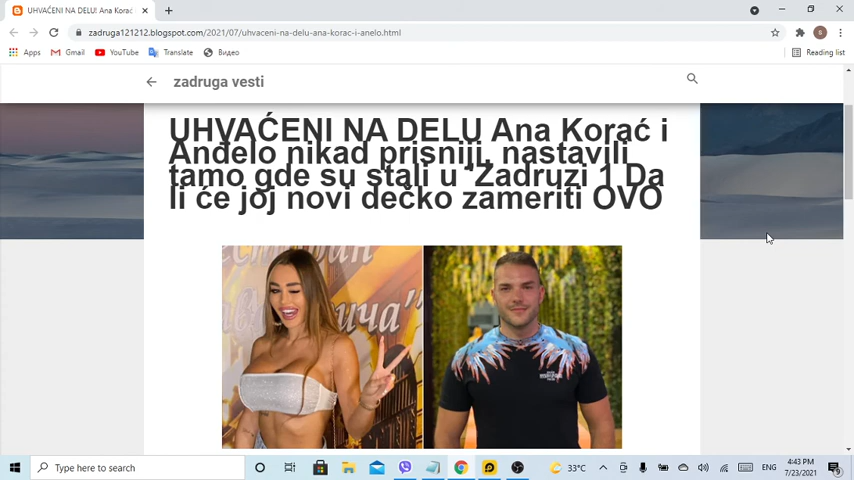 UHVAĆENI NA DELU! Ana Korać i
zadruga121212.blogspot.com/2021/07/uhvaceni-na-delu-ana-korac-i-anelo.html
Apps Gmail YouTube Translate Видео Reading list
zadruga vesti
UHVAĆENI NA DELU Ana Korać i
Anđelo nikad prisniji, nastavili
tamo gde su stali u "Zadruzi 1 Da
li će joj novi dečko zameriti OVO
Type here to search
33°C
ENG
4:43 PM
7/23/2021